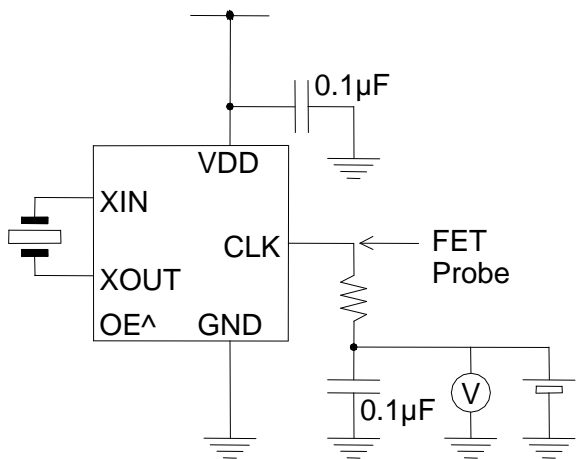 0.1µF
VDD
XIN
CLK
FET
Probe
XOUT
OE^ GND
0.1µF
V